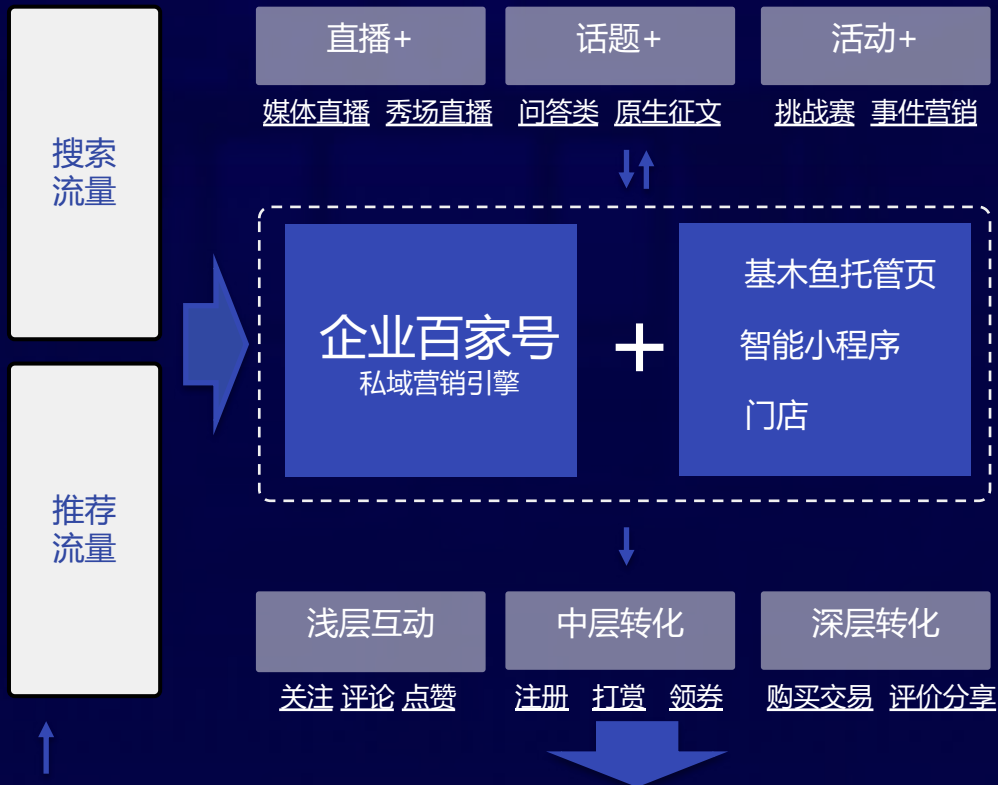 搜索
流量
直播+
话题+
活动+
媒体直播 秀场直播
问答类 原生征文
挑战赛 事件营销
企业百家号
私域营销引擎
+
基木鱼托管页
智能小程序
门店
推荐
流量
浅层互动
中层转化
深层转化
关注 评论 点赞
注册 打赏 领券
购买交易 评价分享